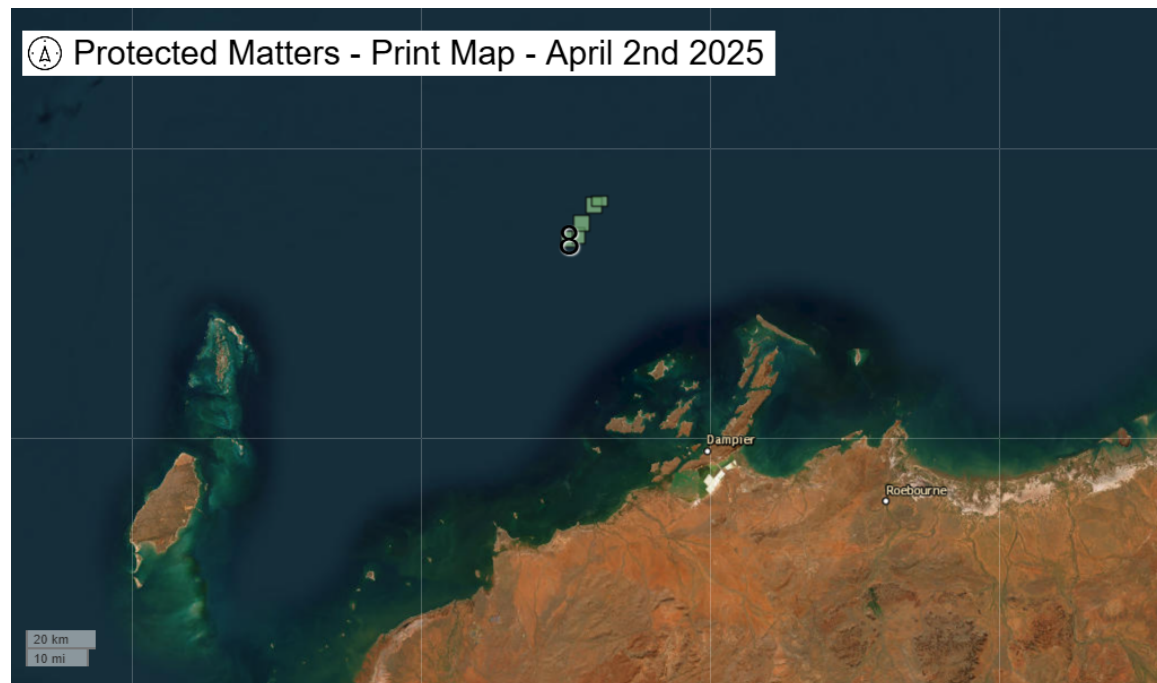 Protected Matters - Print Map - April 2nd 2025
8
Dampier
Roebourne
20 km
10 mi